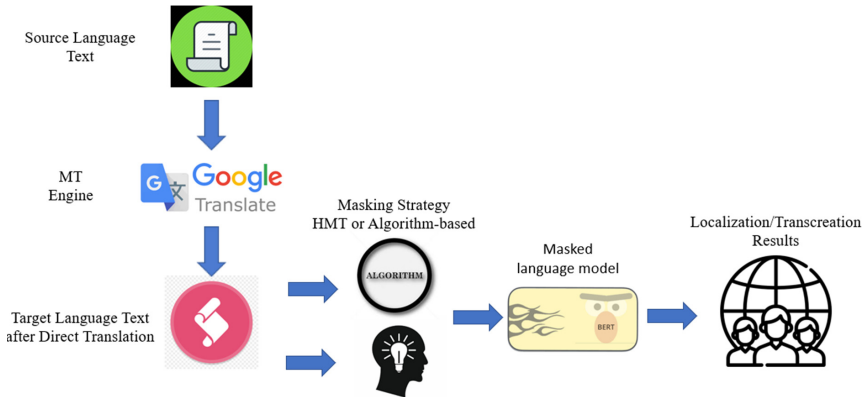 Source Language
Text
MT
Engine
G
文
Google
Translate
Target Language Text
after Direct Translation
Masking Strategy
HMT or Algorithm-based
ALGORITHM
Masked
language model
BERT
Localization/Transcreation
Results